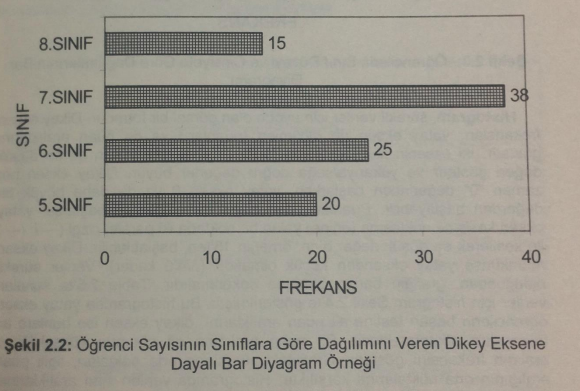 8.SINIF 15
7.SINIF 38
SINIF
6.SINIF 25
5.SINIF 20
0 10 20 30 40
FREKANS
Şekil 2.2: Öğrenci Sayısının Sınıflara Göre Dağılımını Veren Dikey Eksene
Dayalı Bar Diyagram Örneği